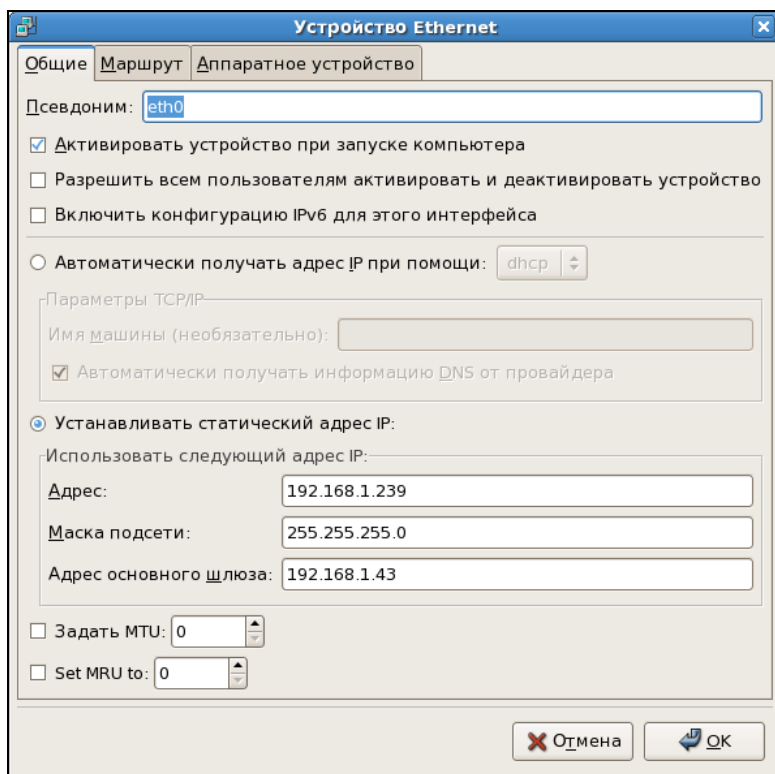 Устройство Ethernet
Общие Маршрут Аппаратное устройство
Псевдоним: eth0
Активировать устройство при запуске компьютера
Разрешить всем пользователям активировать и деактивировать устройство
Включить конфигурацию IPv6 для этого интерфейса
Автоматически получать адрес IP при помощи: dhcp
Параметры TCP/IP
Имя машины (необязательно):
Автоматически получать информацию DNS от провайдера
Устанавливать статический адрес IP:
Использовать следующий адрес IP:
Адрес: 192.168.1.239
Маска подсети: 255.255.255.0
Адрес основного шлюза: 192.168.1.43
Задать MTU: 0
Set MRU to: 0
Отмена OK